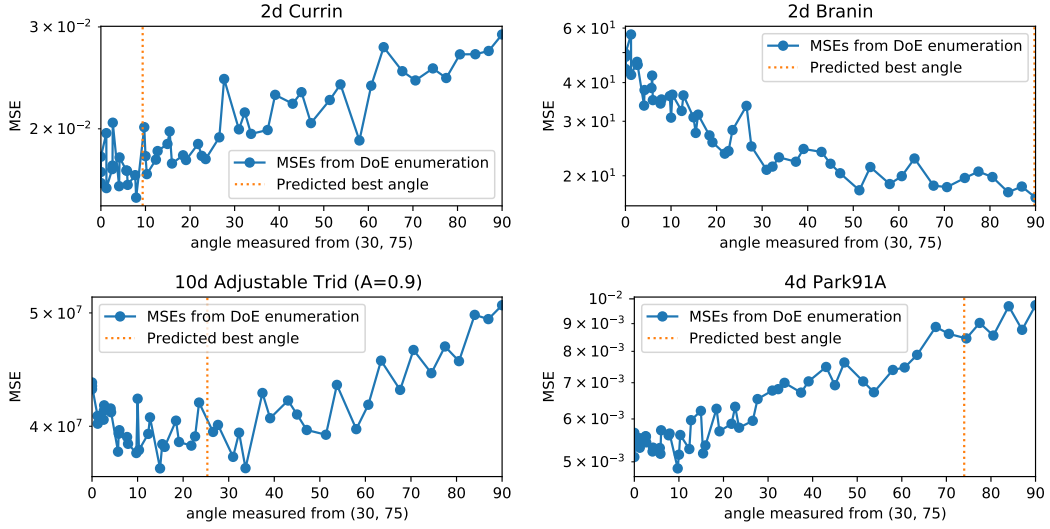 2d Currin
3 × 10⁻²
2 × 10⁻²
MSE
MSEs from DoE enumeration
Predicted best angle
0 10 20 30 40 50 60 70 80 90
angle measured from (30, 75)
2d Branin
6 × 10¹
4 × 10¹
3 × 10¹
2 × 10¹
MSE
MSEs from DoE enumeration
Predicted best angle
0 10 20 30 40 50 60 70 80 90
angle measured from (30, 75)
10d Adjustable Trid (A=0.9)
5 × 10⁷
4 × 10⁷
MSE
MSEs from DoE enumeration
Predicted best angle
0 10 20 30 40 50 60 70 80 90
angle measured from (30, 75)
4d Park91A
10⁻²
9 × 10⁻³
8 × 10⁻³
7 × 10⁻³
6 × 10⁻³
5 × 10⁻³
MSE
MSEs from DoE enumeration
Predicted best angle
0 10 20 30 40 50 60 70 80 90
angle measured from (30, 75)